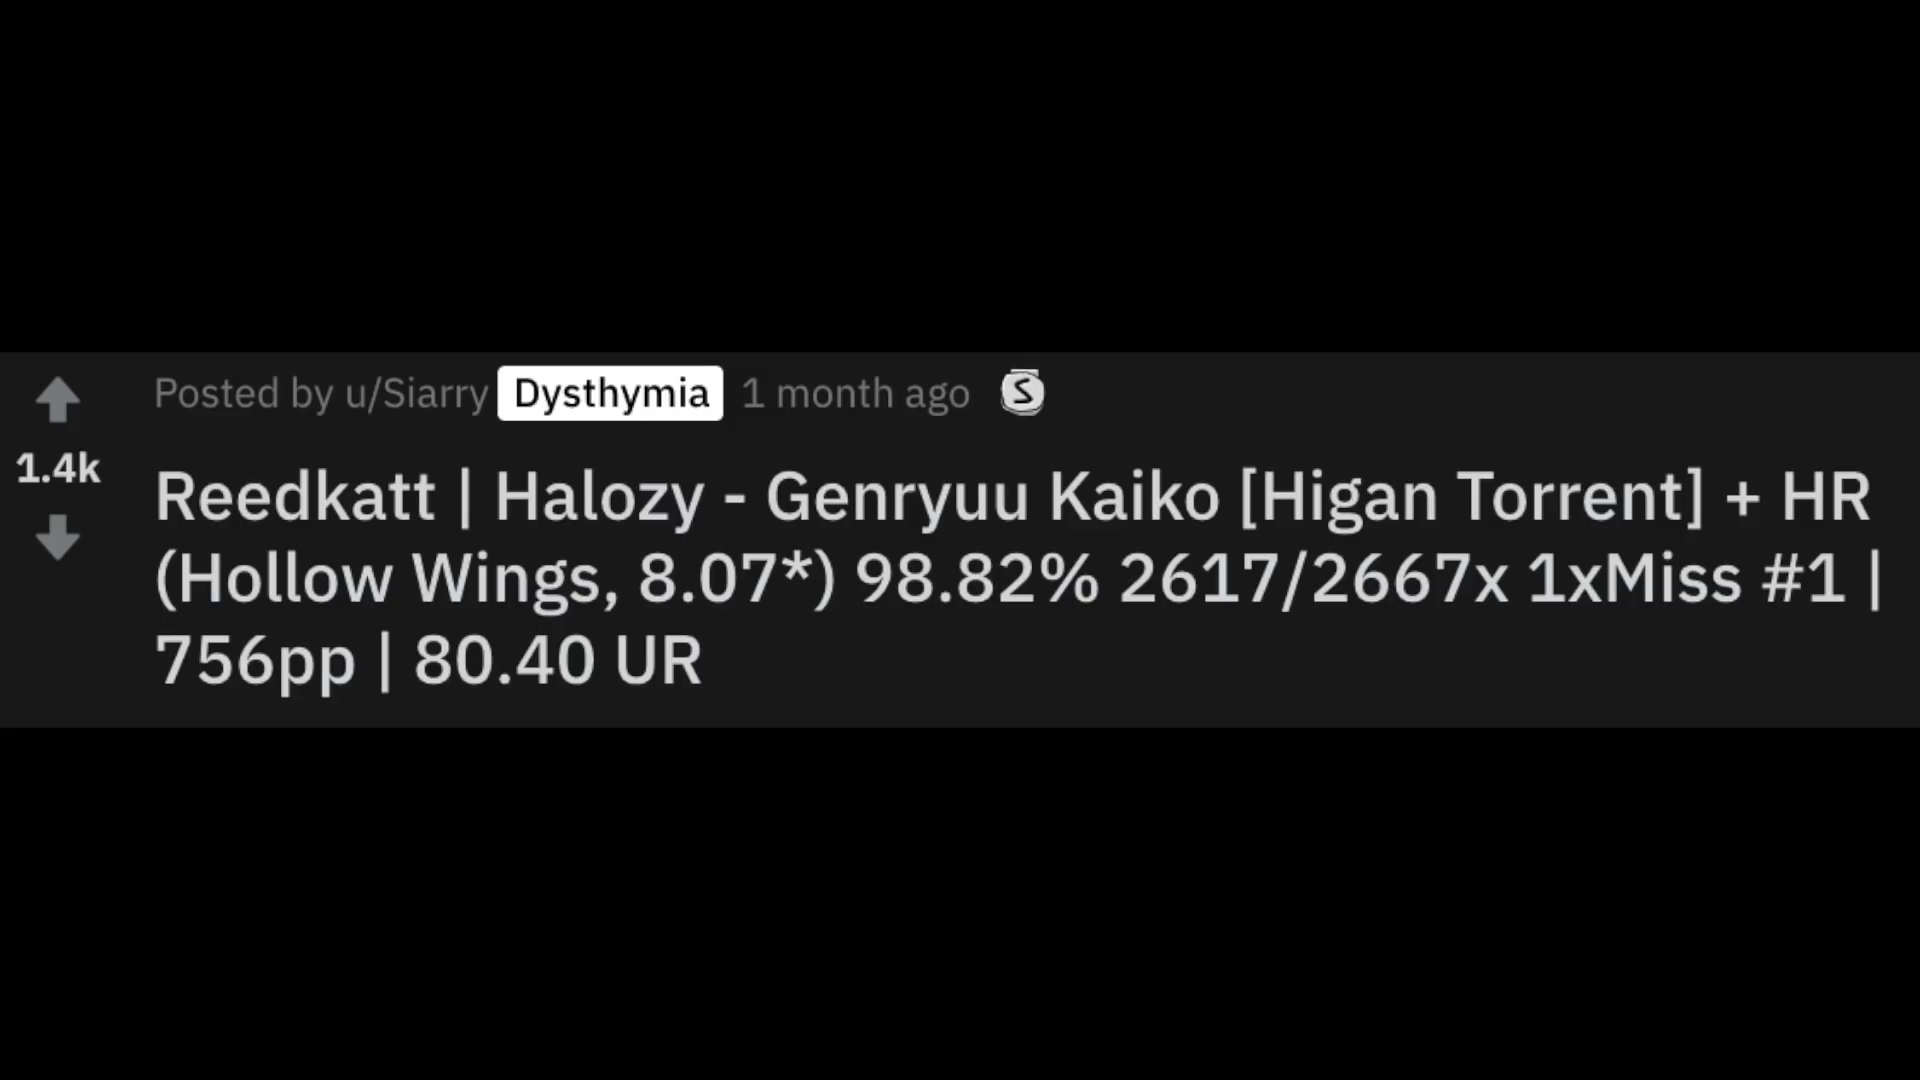 Posted by u/Siarry Dysthymia 1 month ago S
1.4k
Reedkatt | Halozy - Genryuu Kaiko [Higan Torrent] + HR
(Hollow Wings, 8.07*) 98.82% 2617/2667x 1xMiss #1 |
756pp | 80.40 UR